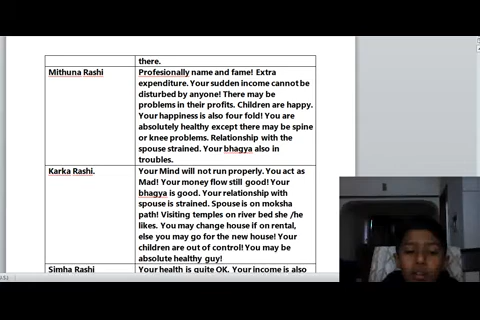 there.
Mithuna Rashi
Profesionally name and fame! Extra
expenditure. Your sudden income cannot be
disturbed by anyone! There may be
problems in their profits. Children are happy.
Your happiness is also four fold! You are
absolutely healthy except there may be spine
or knee problems. Relationship with the
spouse strained. Your bhagya also in
troubles.
Karka Rashi.
Your Mind will not run properly. You act as
Mad! Your money flow still good! Your
bhagya is good. Your relationship with
spouse is strained. Spouse is on moksha
path! Visiting temples on river bed she /he
likes. You may change house if on rental,
else you may go for the new house! Your
children are out of control! You may be
absolute healthy guy!
Simha Rashi
Your health is quite OK. Your income is also